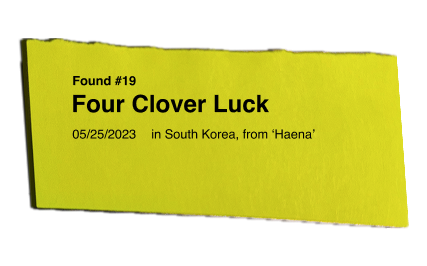 Found #19
Four Clover Luck
05/25/2023 in South Korea, from ‘Haena’